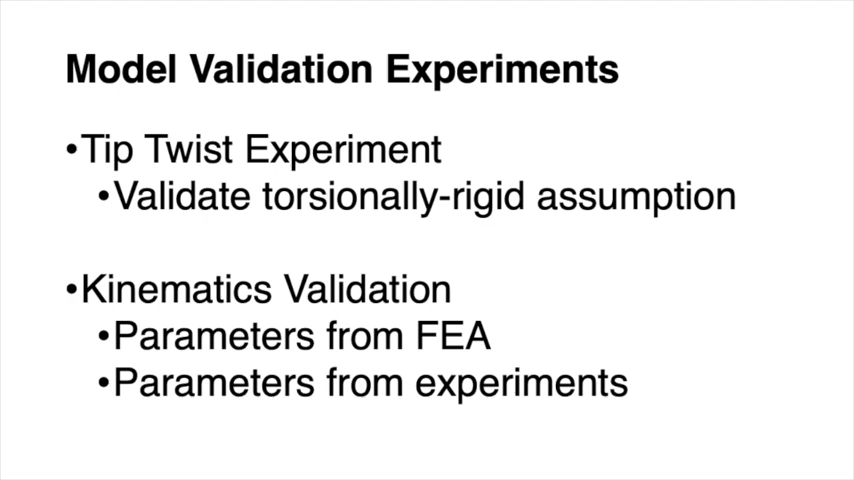 Model Validation Experiments
•Tip Twist Experiment
•Validate torsionally-rigid assumption
•Kinematics Validation
•Parameters from FEA
•Parameters from experiments